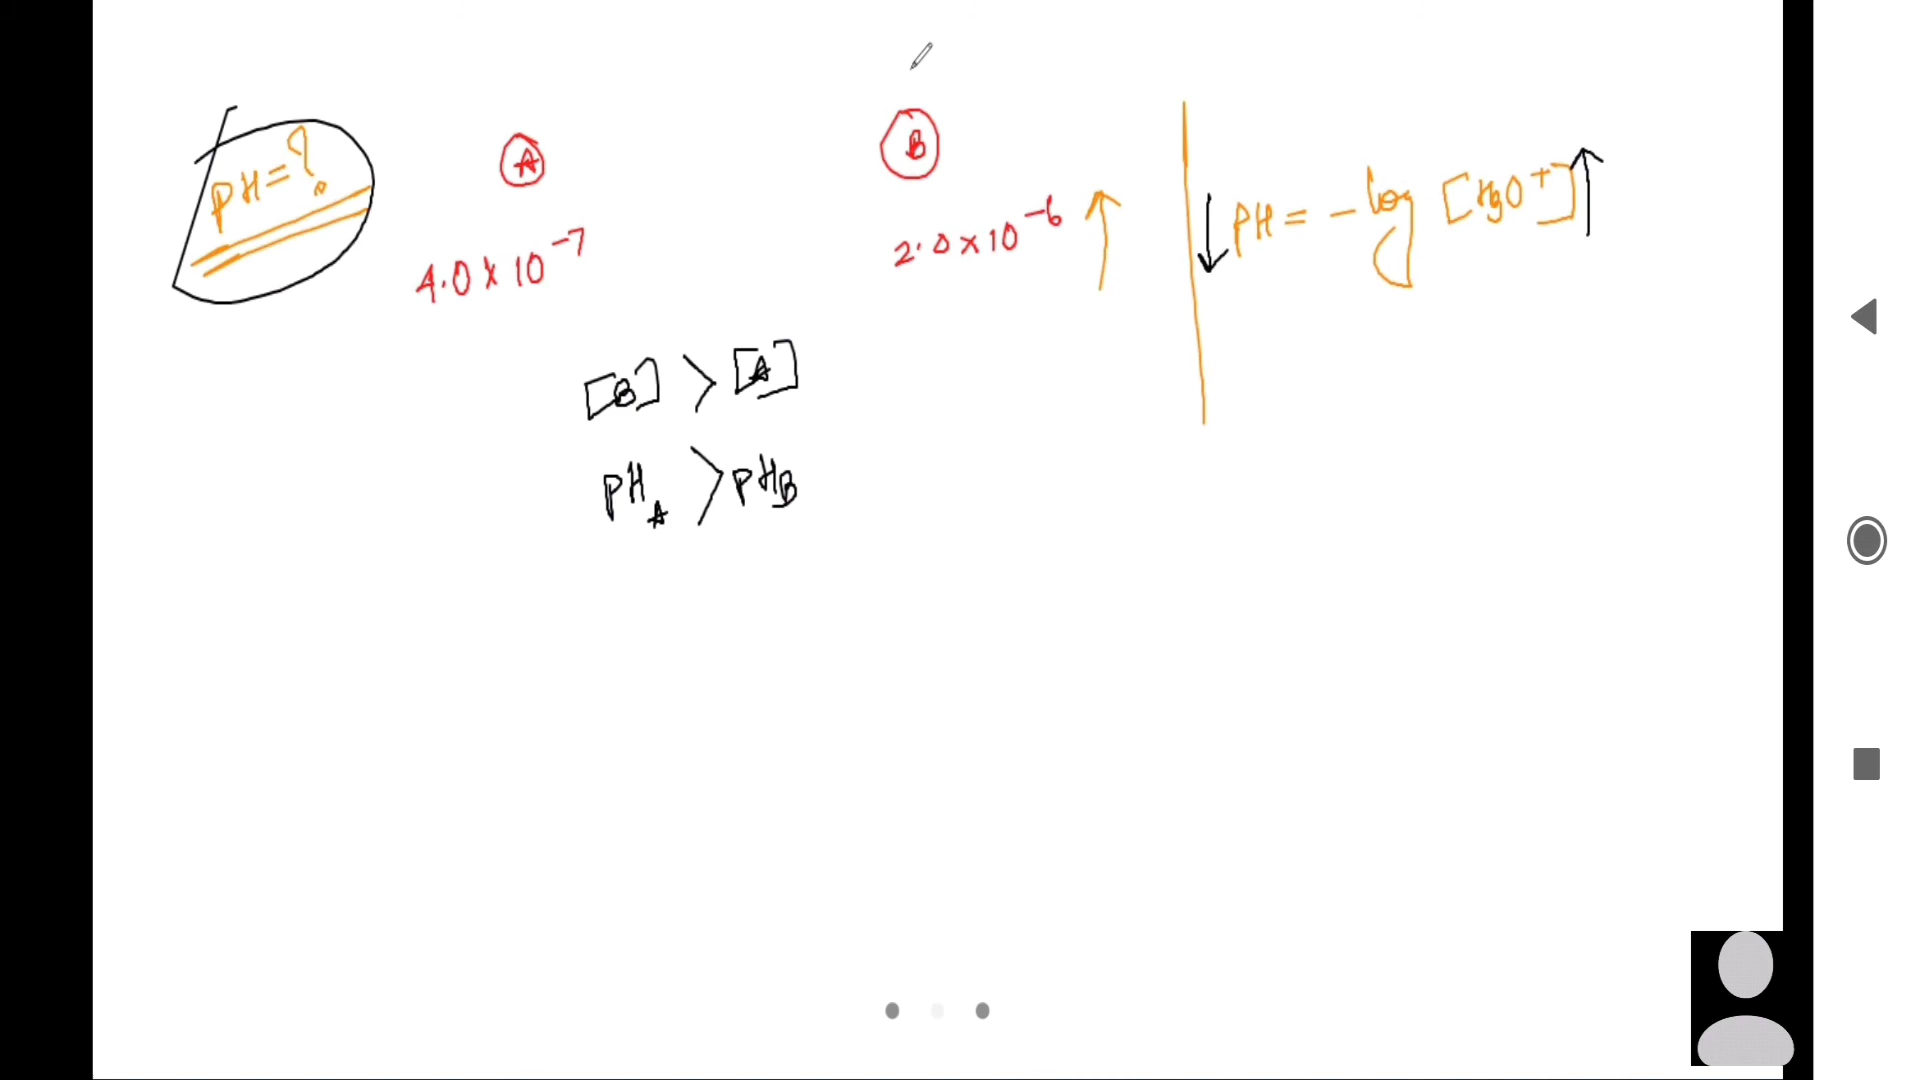 PH=?
A
4.0 x 10^-7
B
2.0 x 10^-6 ↑
↓ PH = - log [H3O+] ↑
[B] > [A]
PH_A > PH_B